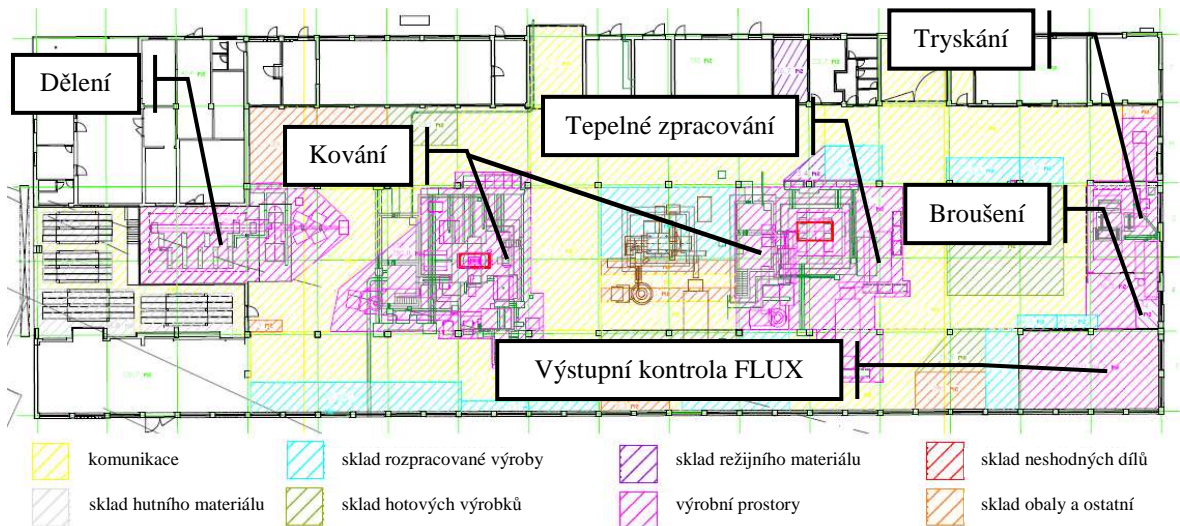 Tryskání
Dělení
Tepelné zpracování
Kování
Broušení
Výstupní kontrola FLUX
komunikace
sklad rozpracované výroby
sklad režijního materiálu
sklad neshodných dílů
sklad hutního materiálu
sklad hotových výrobků
výrobní prostory
sklad obaly a ostatní